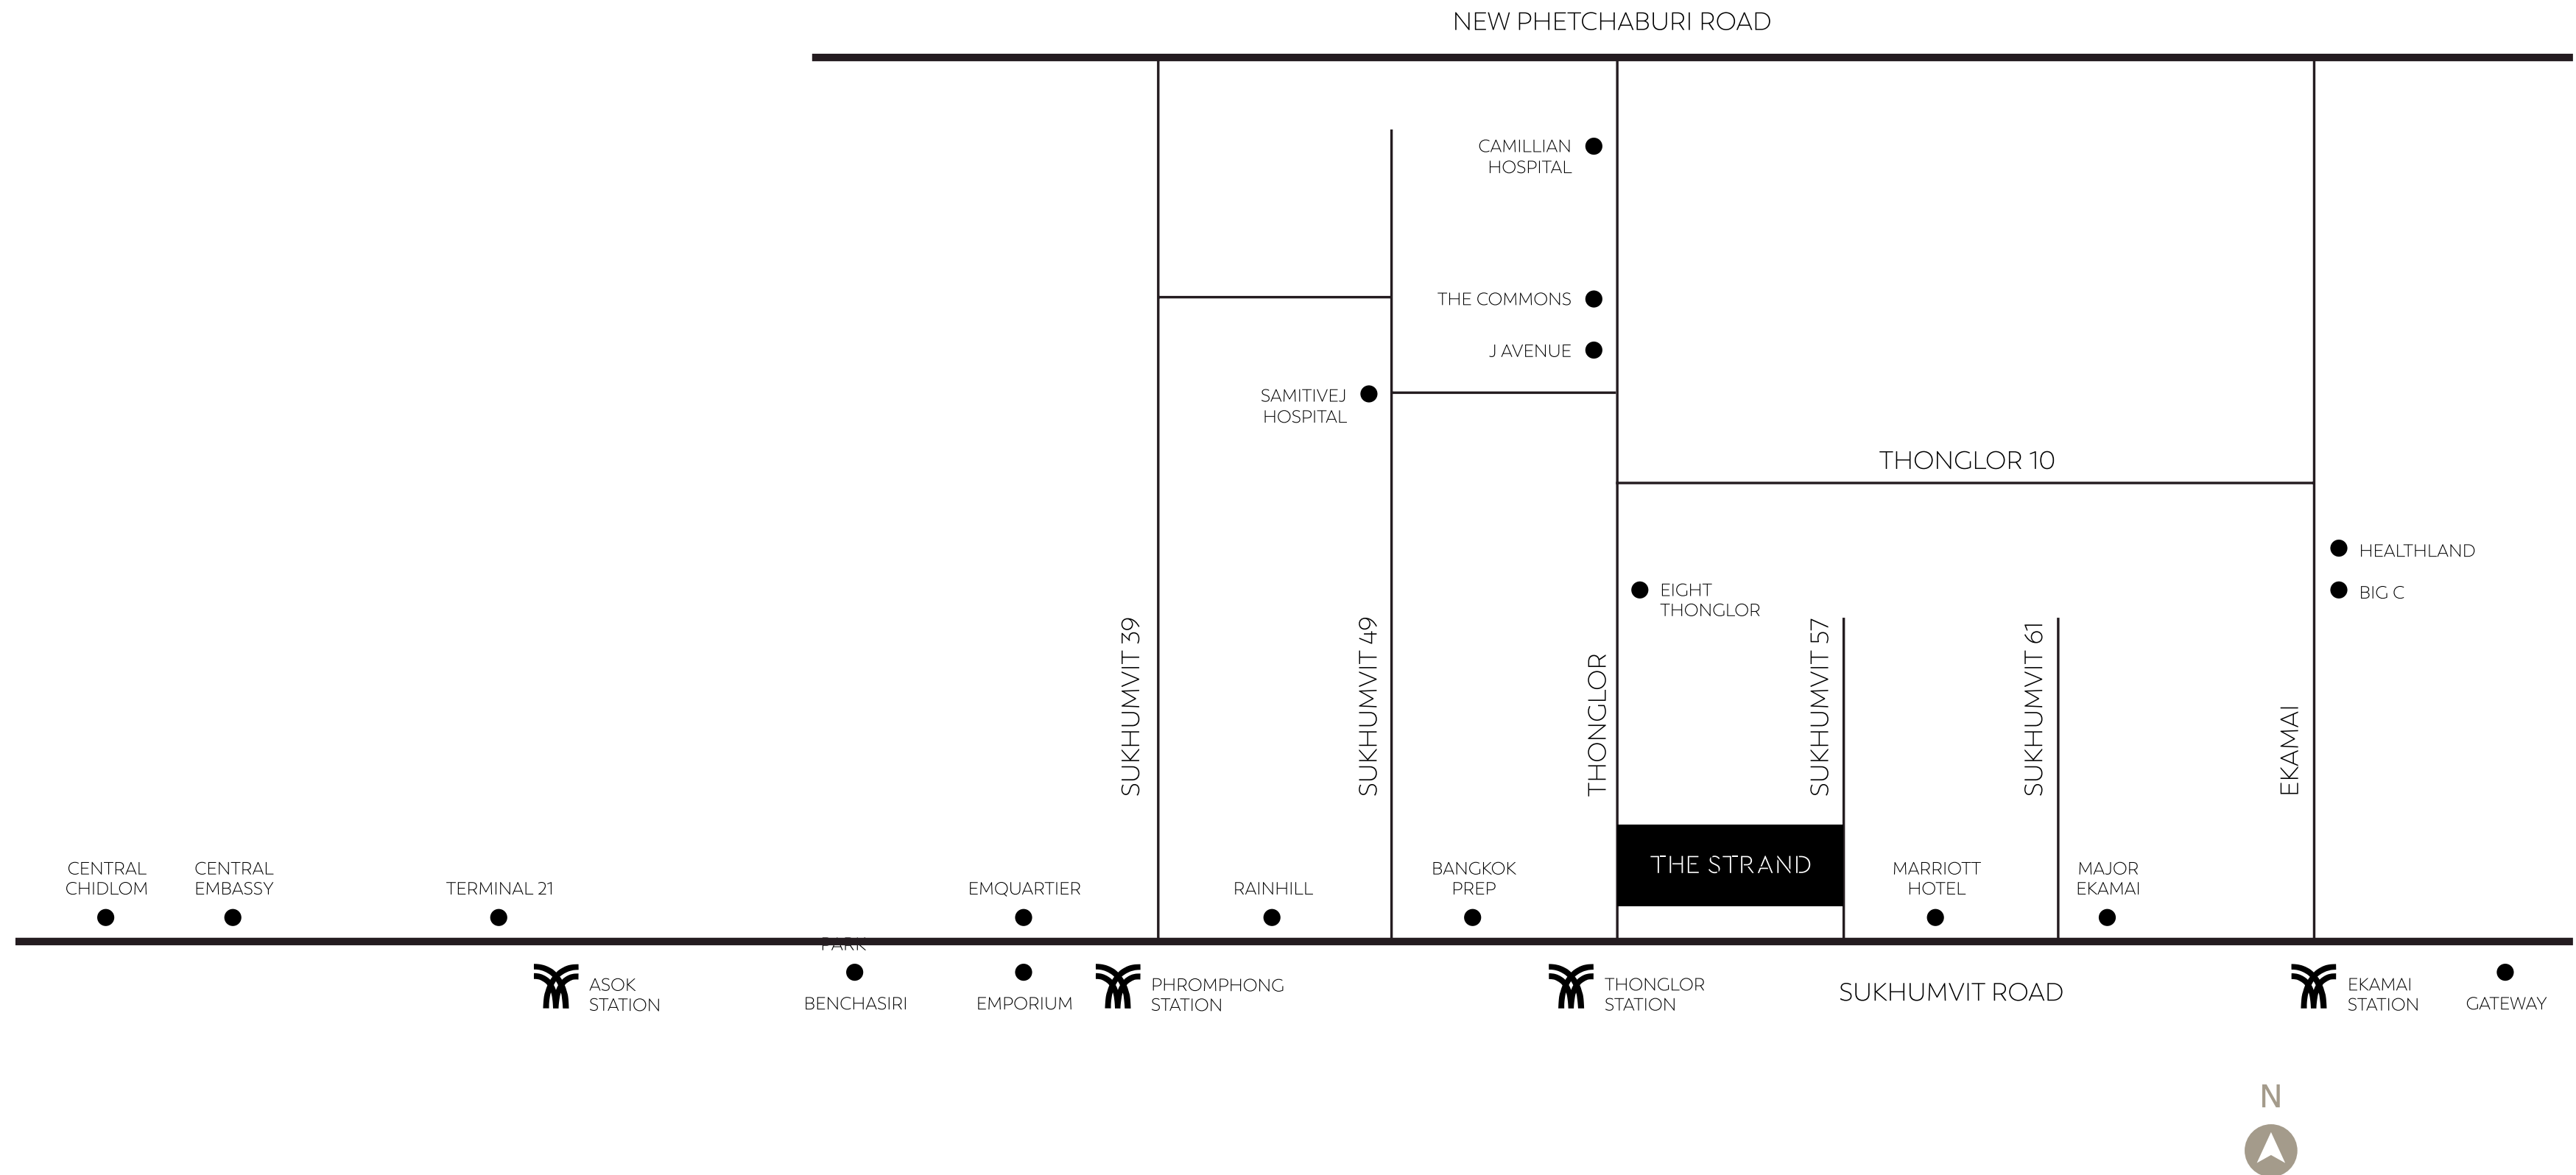 NEW PHETCHABURI ROAD
CAMILLIAN
HOSPITAL
THE COMMONS
J AVENUE
SAMITIVEJ
HOSPITAL
THONGLOR 10
HEALTHLAND
BIG C
EIGHT
THONGLOR
SUKHUMVIT 39
SUKHUMVIT 49
THONGLOR
SUKHUMVIT 57
SUKHUMVIT 61
EKAMAI
THE STRAND
CENTRAL
CHIDLOM
CENTRAL
EMBASSY
TERMINAL 21
EMQUARTIER
RAINHILL
BANGKOK
PREP
MARRIOTT
HOTEL
MAJOR
EKAMAI
PARK
BENCHASIRI
ASOK
STATION
EMPORIUM
PHROMPHONG
STATION
THONGLOR
STATION
SUKHUMVIT ROAD
EKAMAI
STATION
GATEWAY
N